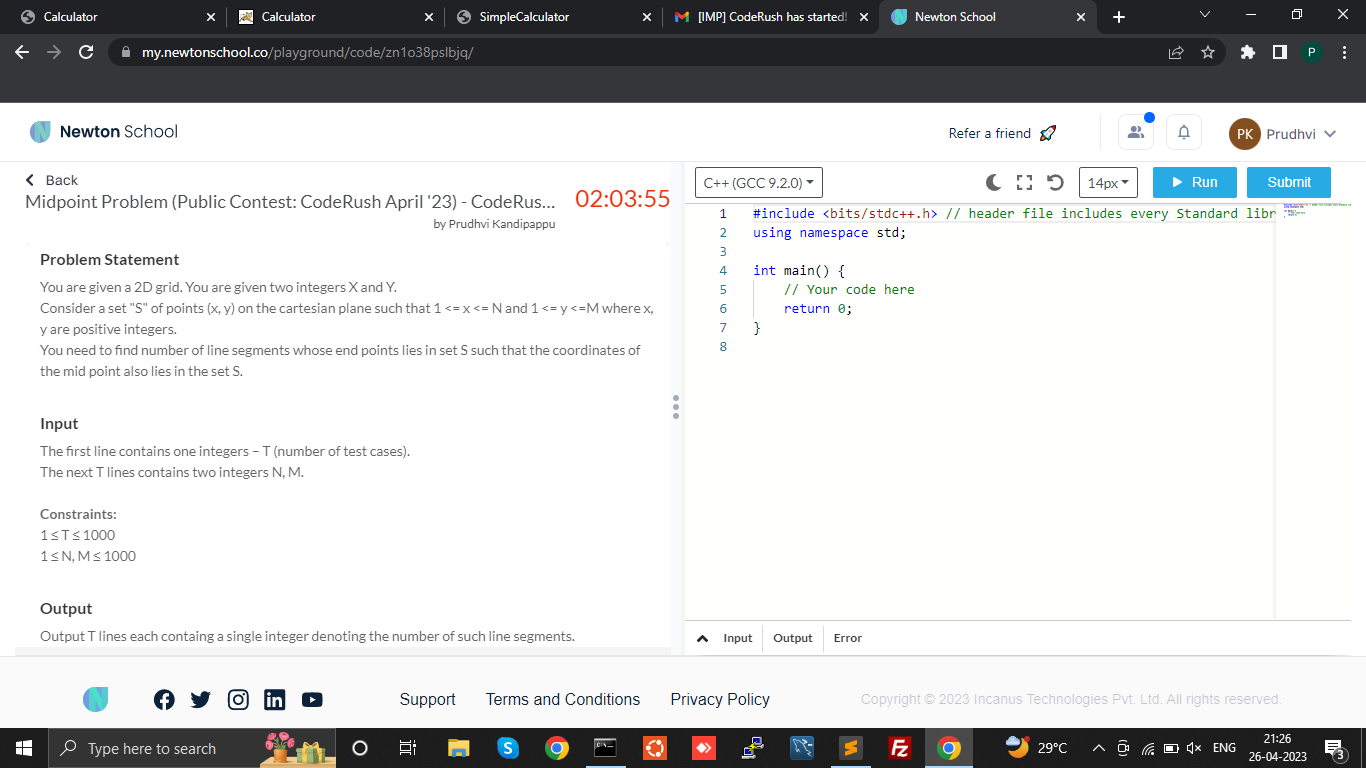 Calculator
Calculator
SimpleCalculator
[IMP] CodeRush has started!
Newton School
my.newtonschool.co/playground/code/zn1o38pslbjq/
P
Newton School
Refer a friend
PK
Prudhvi
Back
Midpoint Problem (Public Contest: CodeRush April '23) - CodeRus...
02:03:55
by Prudhvi Kandipappu
Problem Statement
You are given a 2D grid. You are given two integers X and Y.
Consider a set "S" of points (x, y) on the cartesian plane such that 1 <= x <= N and 1 <= y <=M where x,
y are positive integers.
You need to find number of line segments whose end points lies in set S such that the coordinates of
the mid point also lies in the set S.
Input
The first line contains one integers – T (number of test cases).
The next T lines contains two integers N, M.
Constraints:
1 ≤ T ≤ 1000
1 ≤ N, M ≤ 1000
Output
Output T lines each containg a single integer denoting the number of such line segments.
C++ (GCC 9.2.0)
14px
Run
Submit
1 #include <bits/stdc++.h> // header file includes every Standard libr
2 using namespace std;
3
4 int main() {
5 // Your code here
6 return 0;
7 }
8
Input
Output
Error
Support
Terms and Conditions
Privacy Policy
Copyright © 2023 Incanus Technologies Pvt. Ltd. All rights reserved.
Type here to search
29°C
ENG
21:26
26-04-2023
3